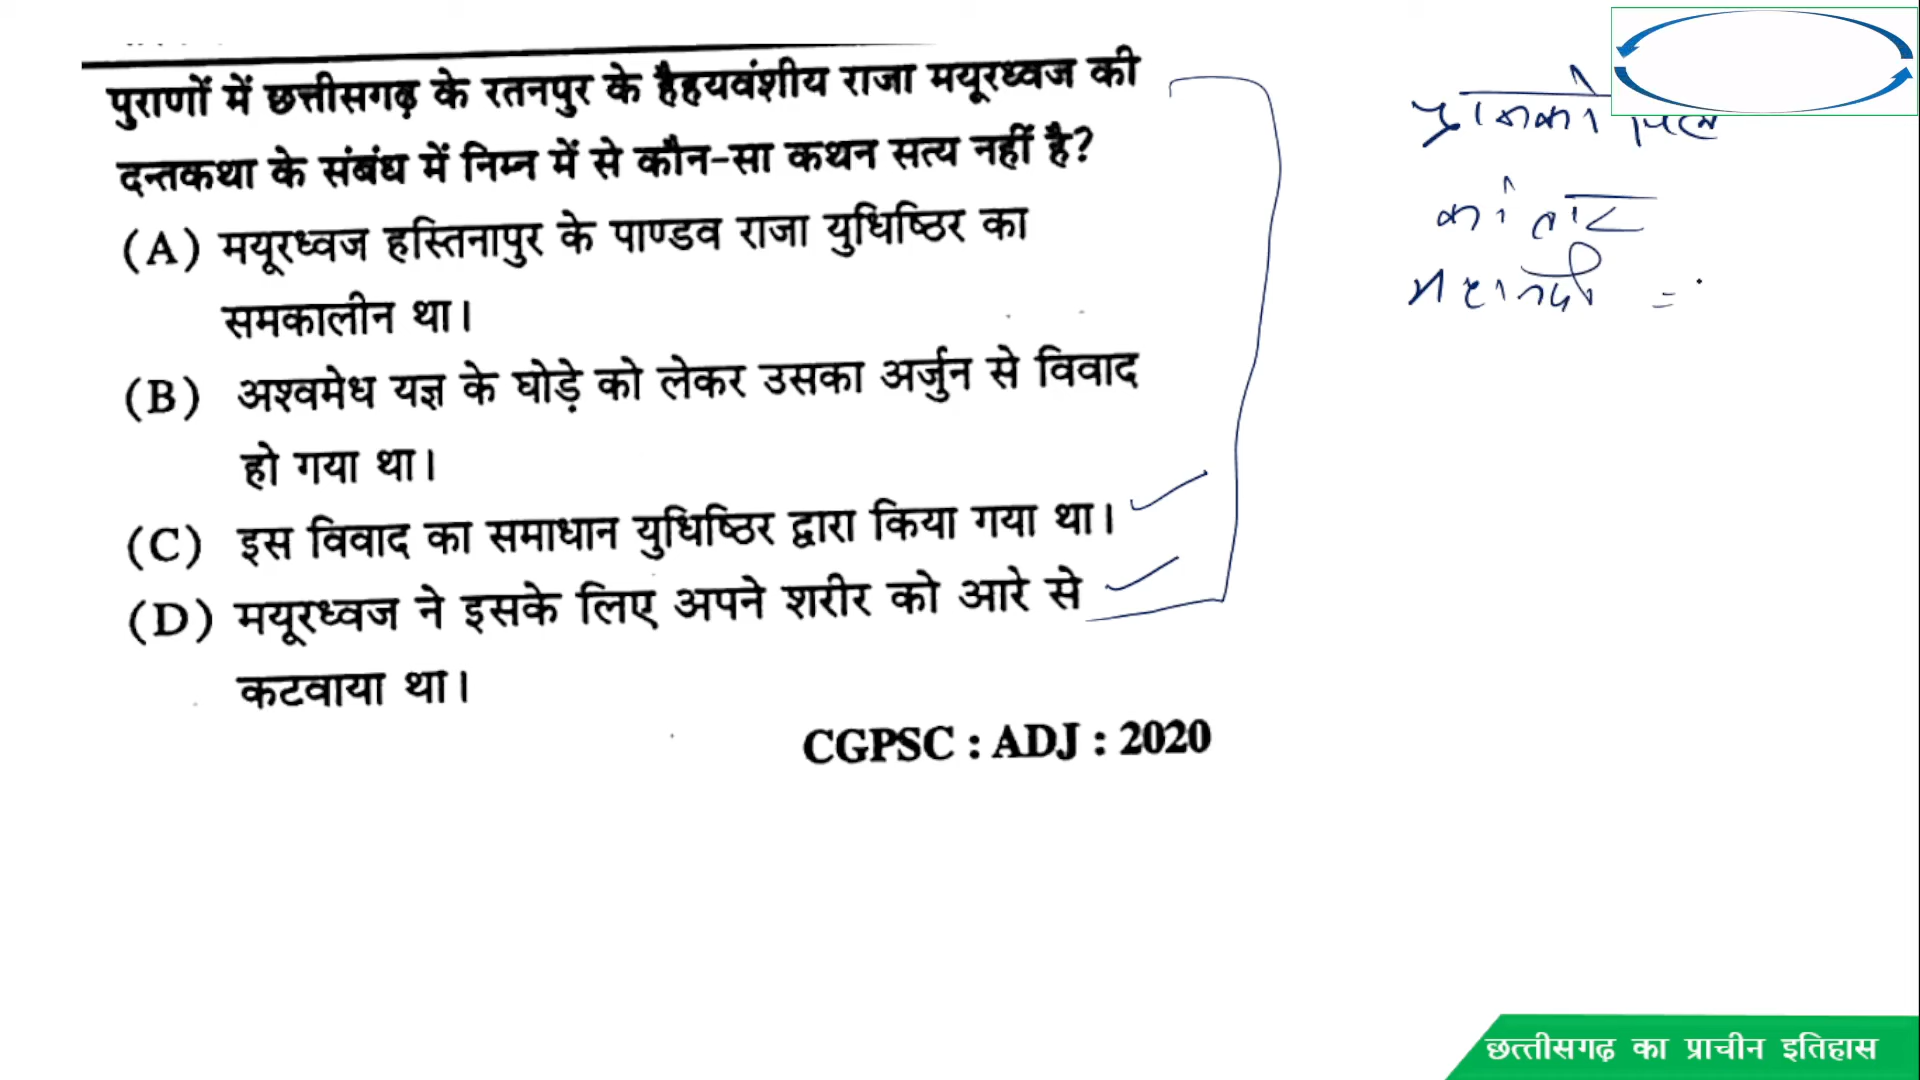 पुराणों में छत्तीसगढ़ के रतनपुर के हैहयवंशीय राजा मयूरध्वज की
दन्तकथा के संबंध में निम्न में से कौन-सा कथन सत्य नहीं है?
(A) मयूरध्वज हस्तिनापुर के पाण्डव राजा युधिष्ठिर का
समकालीन था।
(B) अश्वमेध यज्ञ के घोड़े को लेकर उसका अर्जुन से विवाद
हो गया था।
(C) इस विवाद का समाधान युधिष्ठिर द्वारा किया गया था।
(D) मयूरध्वज ने इसके लिए अपने शरीर को आरे से
कटवाया था।
CGPSC : ADJ : 2020
महानदी =
छत्तीसगढ़ का प्राचीन इतिहास